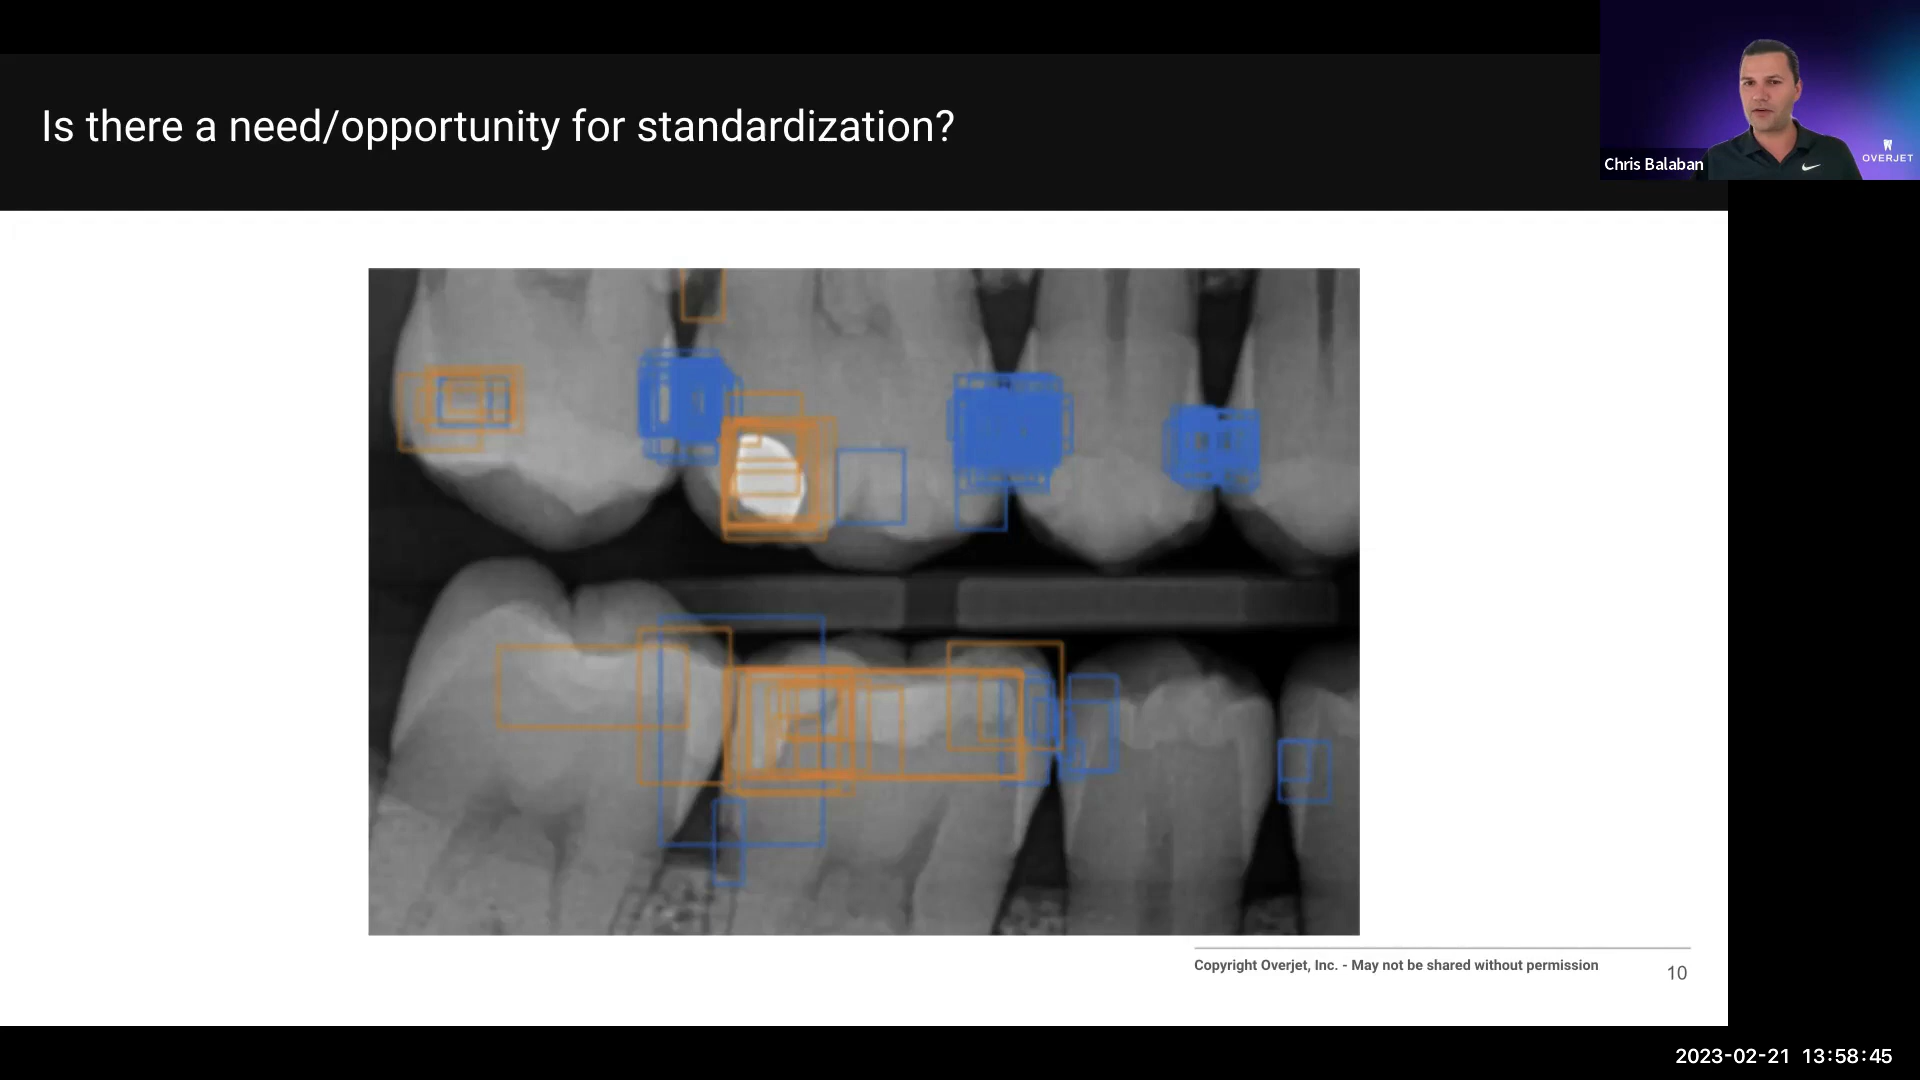 Is there a need/opportunity for standardization?
Chris Balaban
OVERJET
Copyright Overjet, Inc. - May not be shared without permission
10
2023-02-21 13:58:45